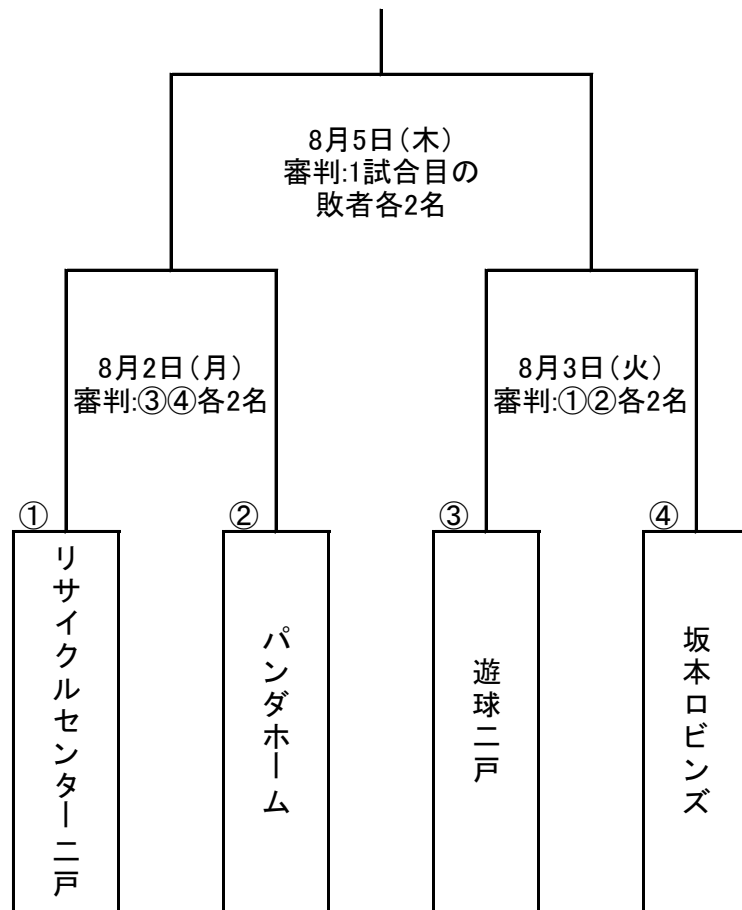 8月5日(木)
審判:1試合目の
敗者各2名
8月2日(月)
審判:③④各2名
8月3日(火)
審判:①②各2名
①
リサイクルセンター二戸
②
パンダホーム
③
遊球二戸
④
坂本ロビンズ